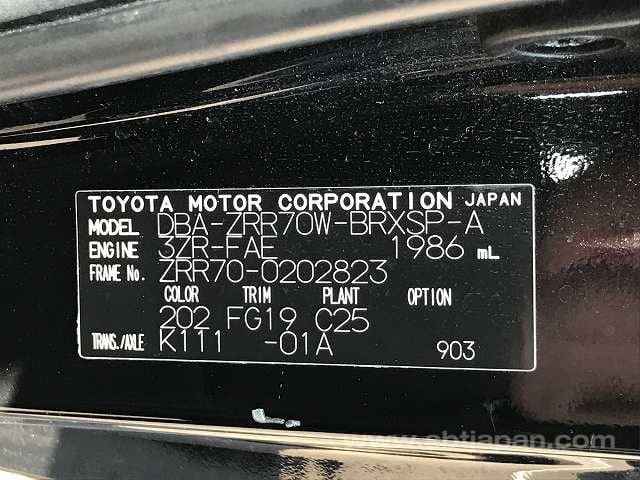 TOYOTA MOTOR CORPORATION JAPAN
MODEL DBA-ZRR70W-BRXSP-A
ENGINE 3ZR-FAE 1986 mL
FRAME No. ZRR70-0202823
COLOR TRIM PLANT OPTION
202 FG19 C25
TRANS./AXLE K111 -01A 903
www.sbtjapan.com